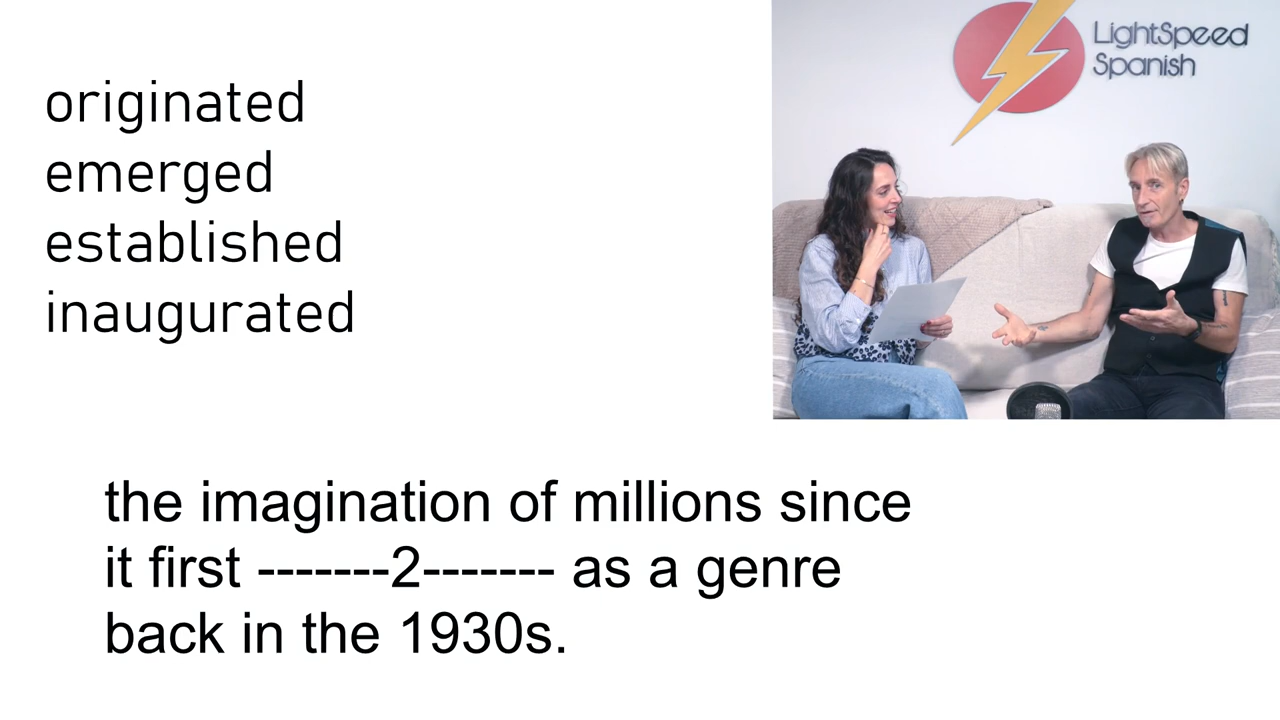 originated
emerged
established
inaugurated
LightSpeed
Spanish
the imagination of millions since
it first -------2------- as a genre
back in the 1930s.